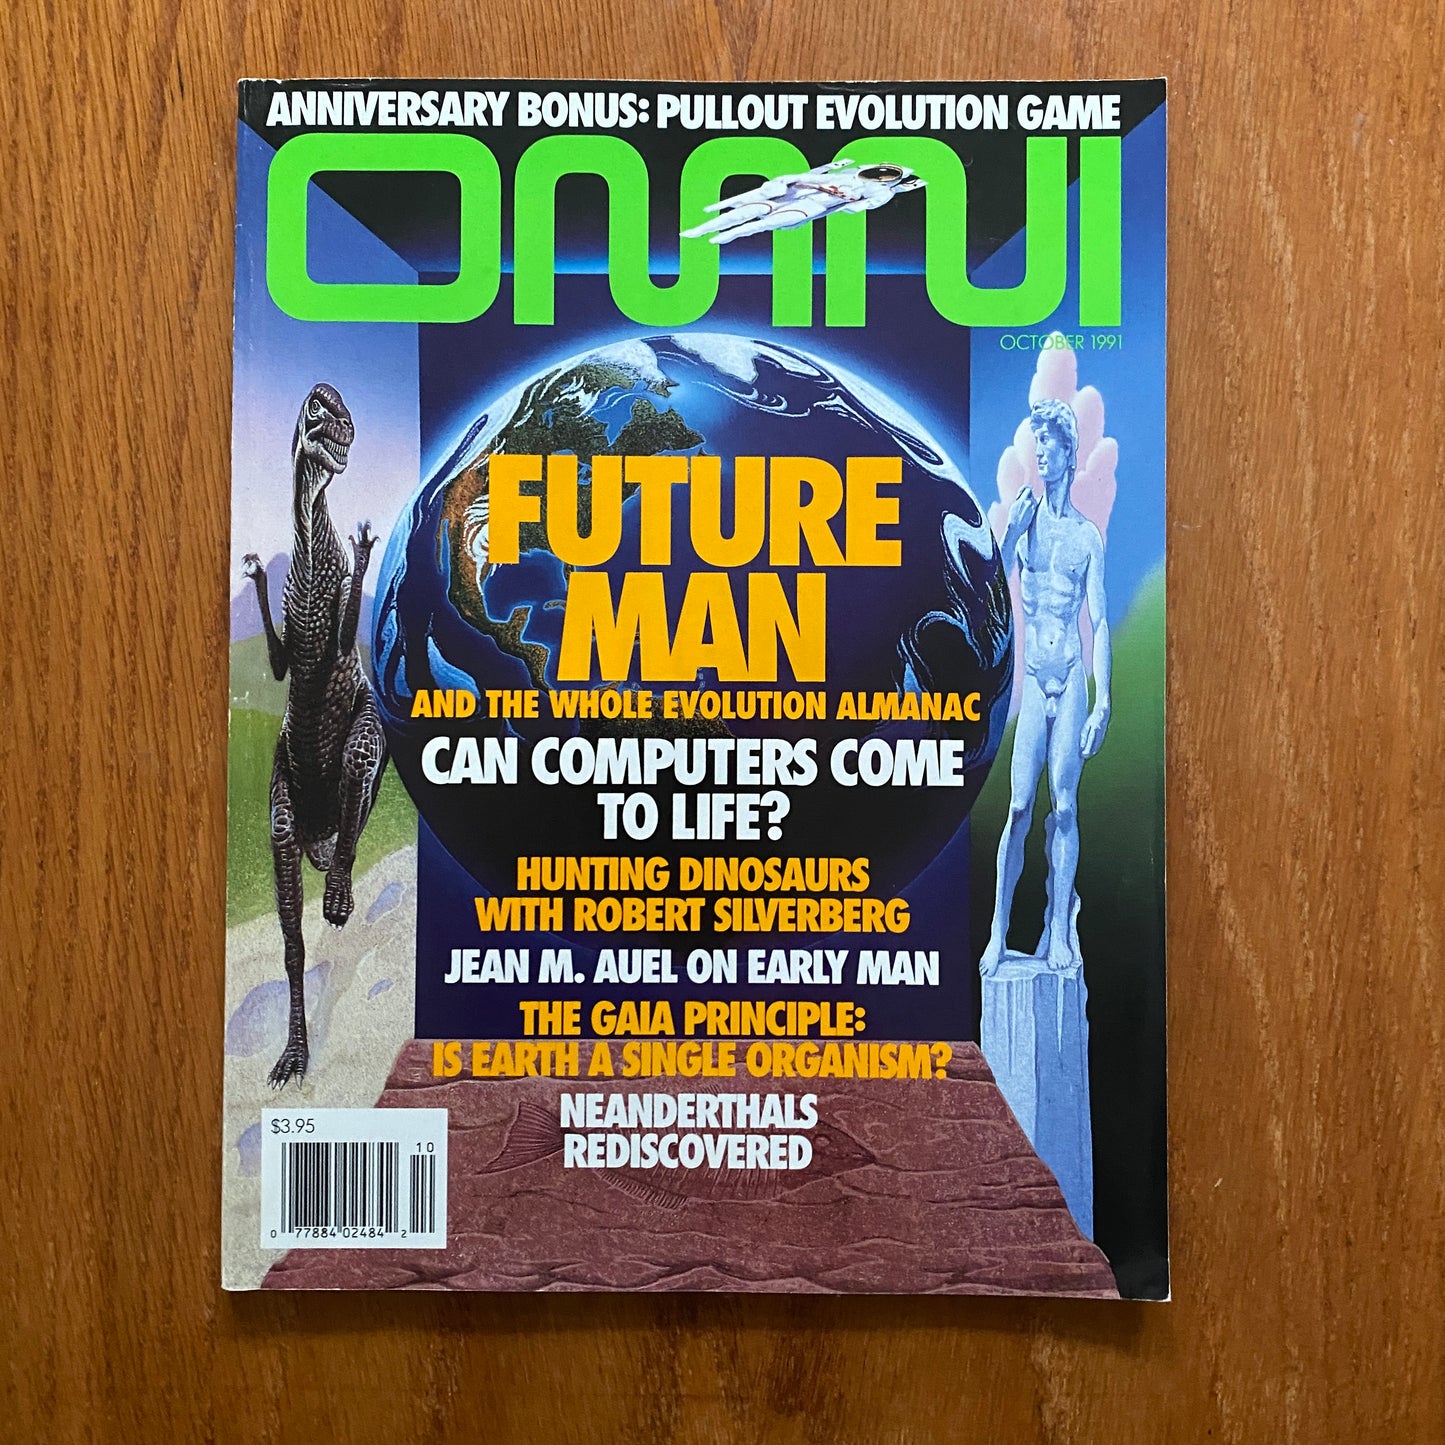 ANNIVERSARY BONUS: PULLOUT EVOLUTION GAME
OMNI
OCTOBER 1991
FUTURE
MAN
AND THE WHOLE EVOLUTION ALMANAC
CAN COMPUTERS COME
TO LIFE?
HUNTING DINOSAURS
WITH ROBERT SILVERBERG
JEAN M. AUEL ON EARLY MAN
THE GAIA PRINCIPLE:
IS EARTH A SINGLE ORGANISM?
NEANDERTHALS
REDISCOVERED
$3.95
10
0 77884 02484 2